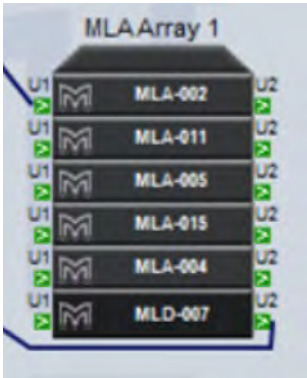 MLA Array 1
U1 MLA-002 U2
U1 MLA-011 U2
U1 MLA-005 U2
U1 MLA-015 U2
U1 MLA-004 U2
U1 MLD-007 U2